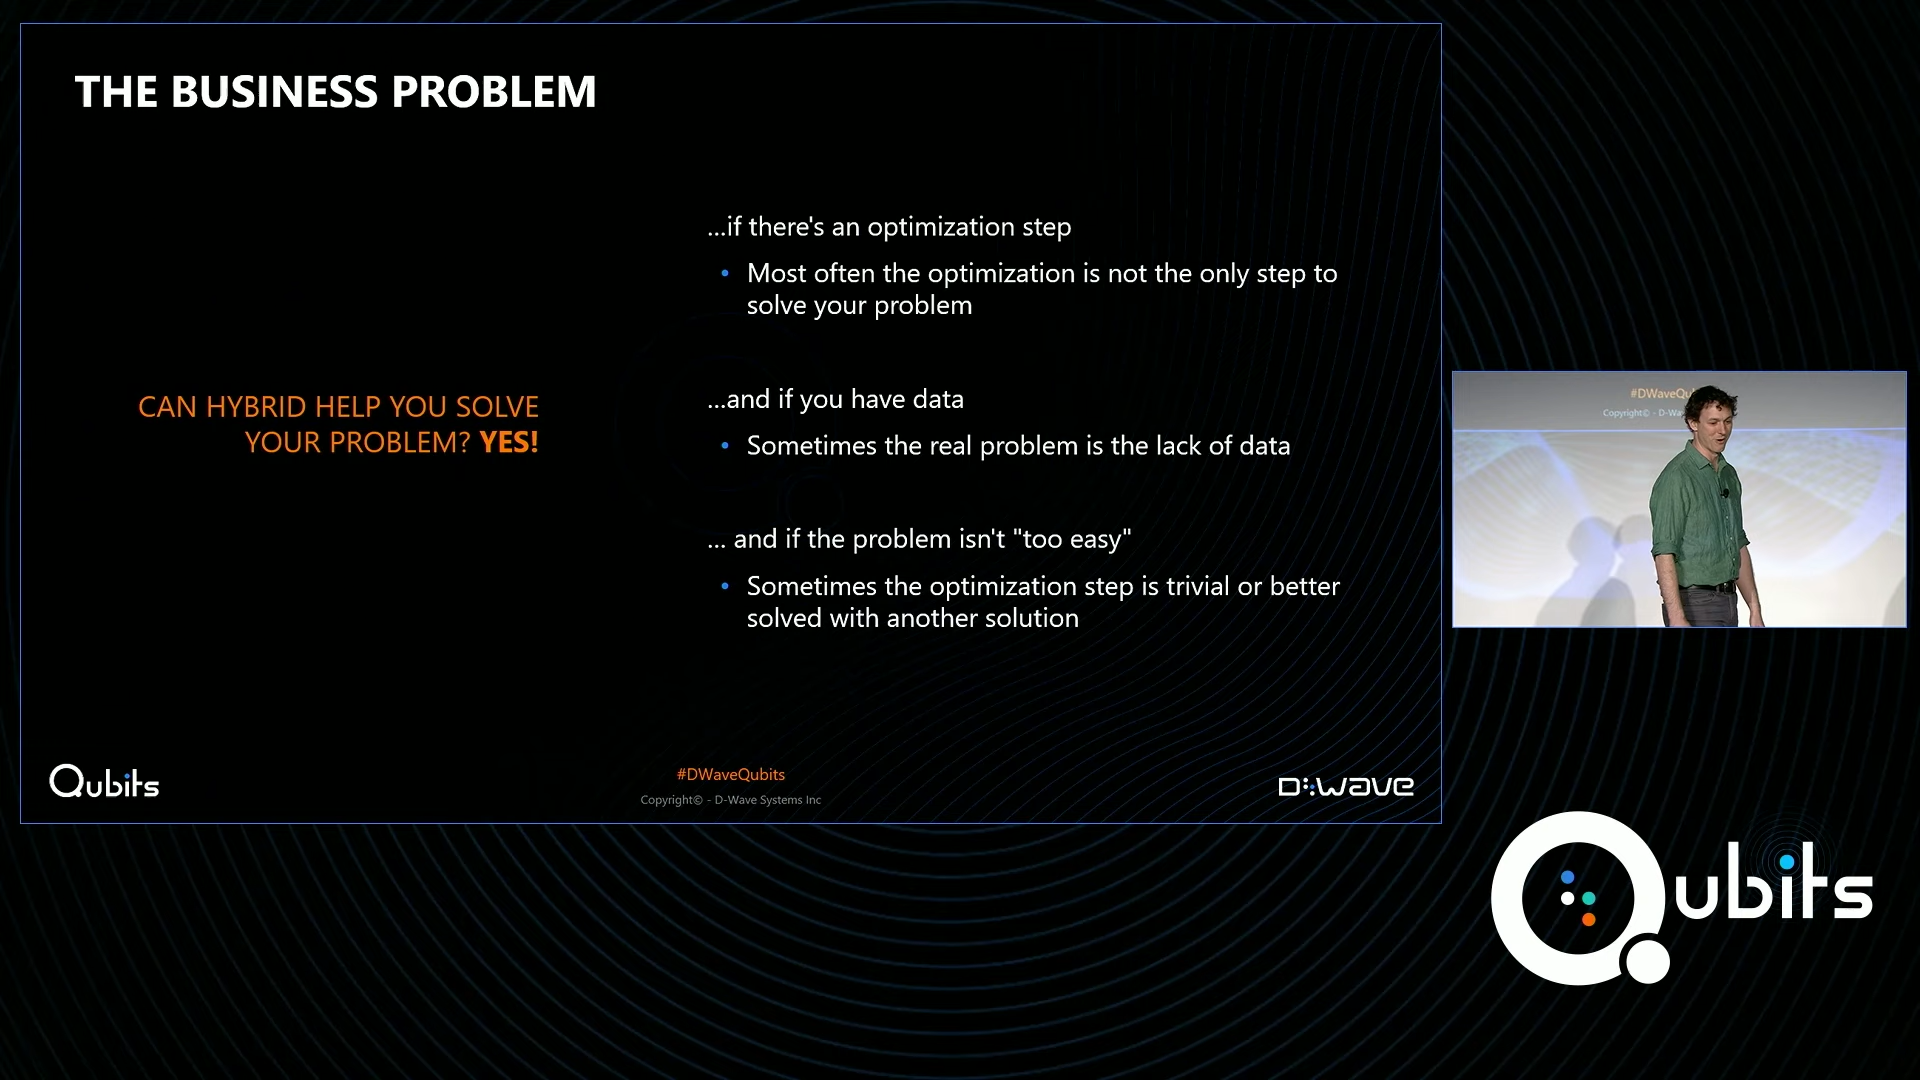 THE BUSINESS PROBLEM
CAN HYBRID HELP YOU SOLVE
YOUR PROBLEM? YES!
...if there's an optimization step
• Most often the optimization is not the only step to
solve your problem
...and if you have data
• Sometimes the real problem is the lack of data
... and if the problem isn't "too easy"
• Sometimes the optimization step is trivial or better
solved with another solution
Qubits
#DWaveQubits
Copyright© - D-Wave Systems Inc
D:WAVE
#DWaveQu
Copyright© - D-Wa
Qubits